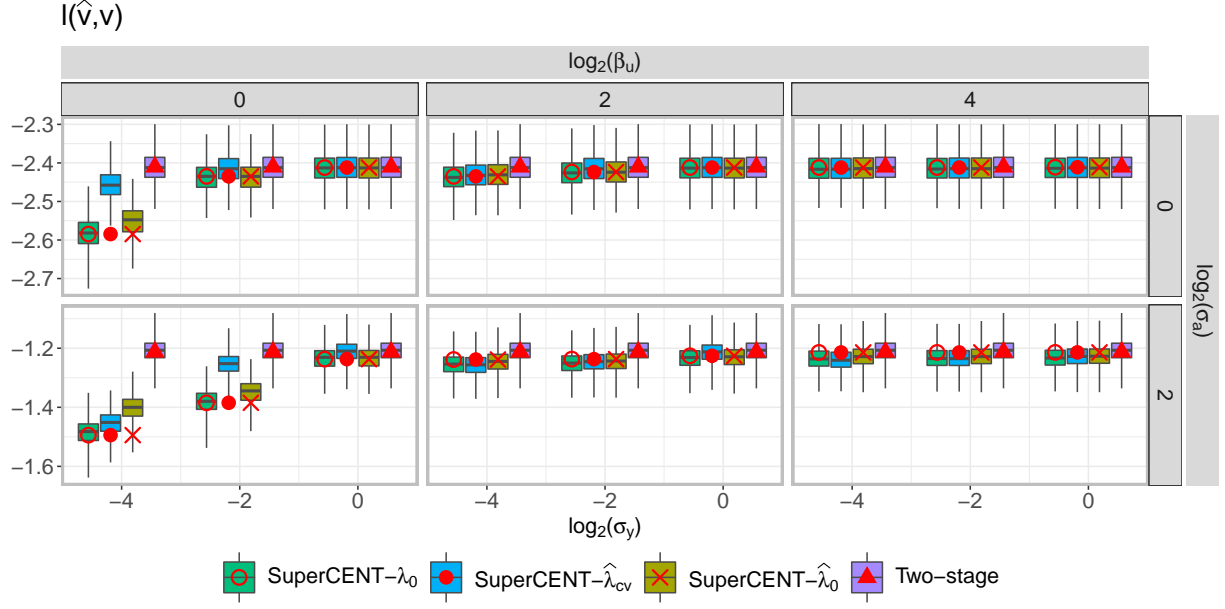 l(v̂,v)
log₂(βᵤ)
0 2 4
−2.3
−2.4
−2.5
−2.6
−2.7
0
−1.2
−1.4
−1.6
2
log₂(σₐ)
−4 −2 0 −4 −2 0 −4 −2 0
log₂(σ_y)
SuperCENT−λ₀ SuperCENT−λ̂_cv SuperCENT−λ̂₀ Two−stage